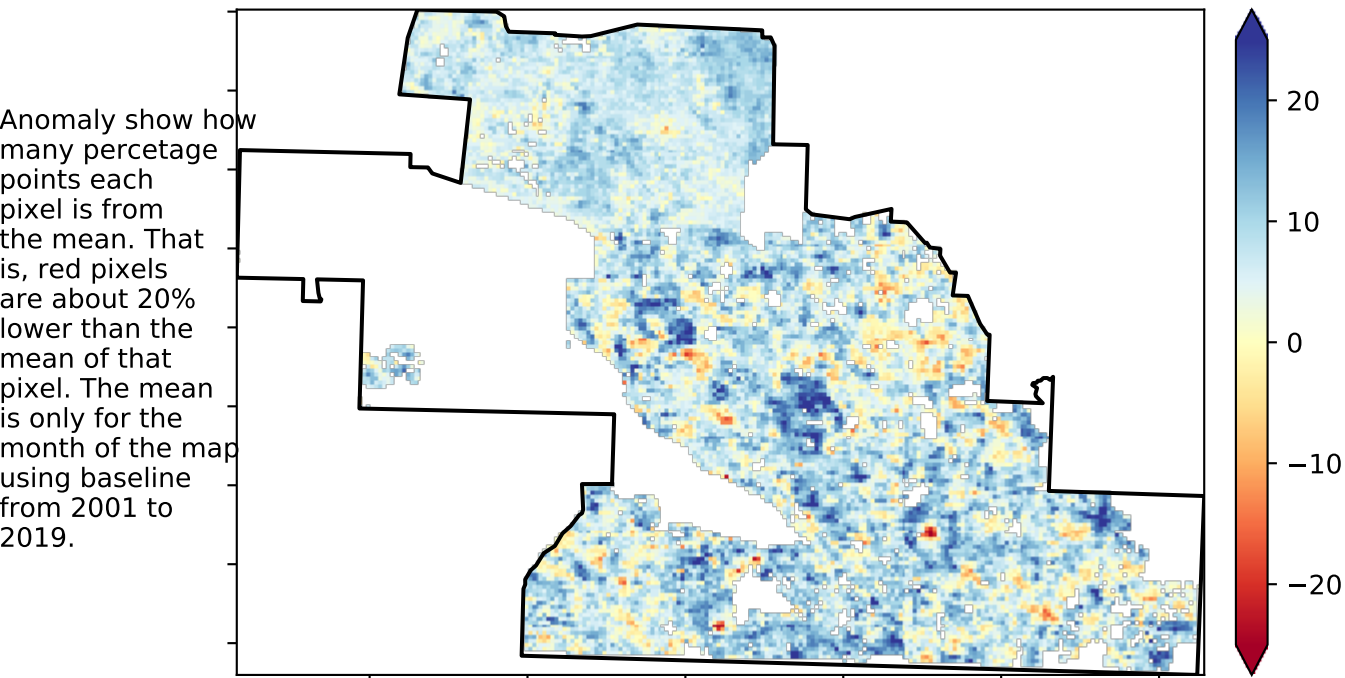 Anomaly show how
many percetage
points each
pixel is from
the mean. That
is, red pixels
are about 20%
lower than the
mean of that
pixel. The mean
is only for the
month of the map
using baseline
from 2001 to
2019.
20
10
0
−10
−20